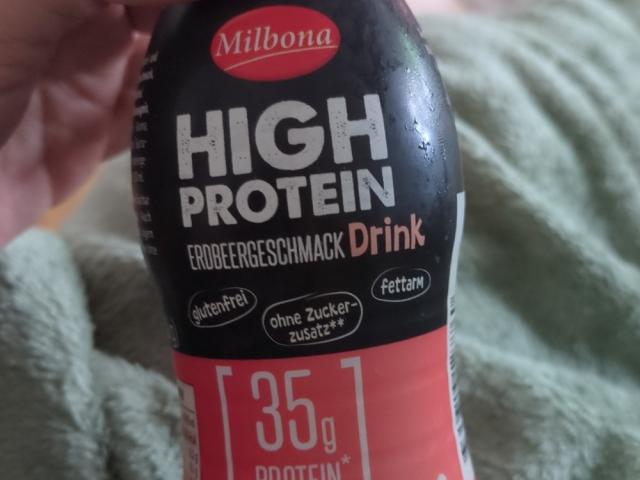 Milbona
HIGH
PROTEIN
ERDBEERGESCHMACK Drink
glutenfrei
ohne Zucker-
zusatz**
fettarm
35g
PROTEIN*